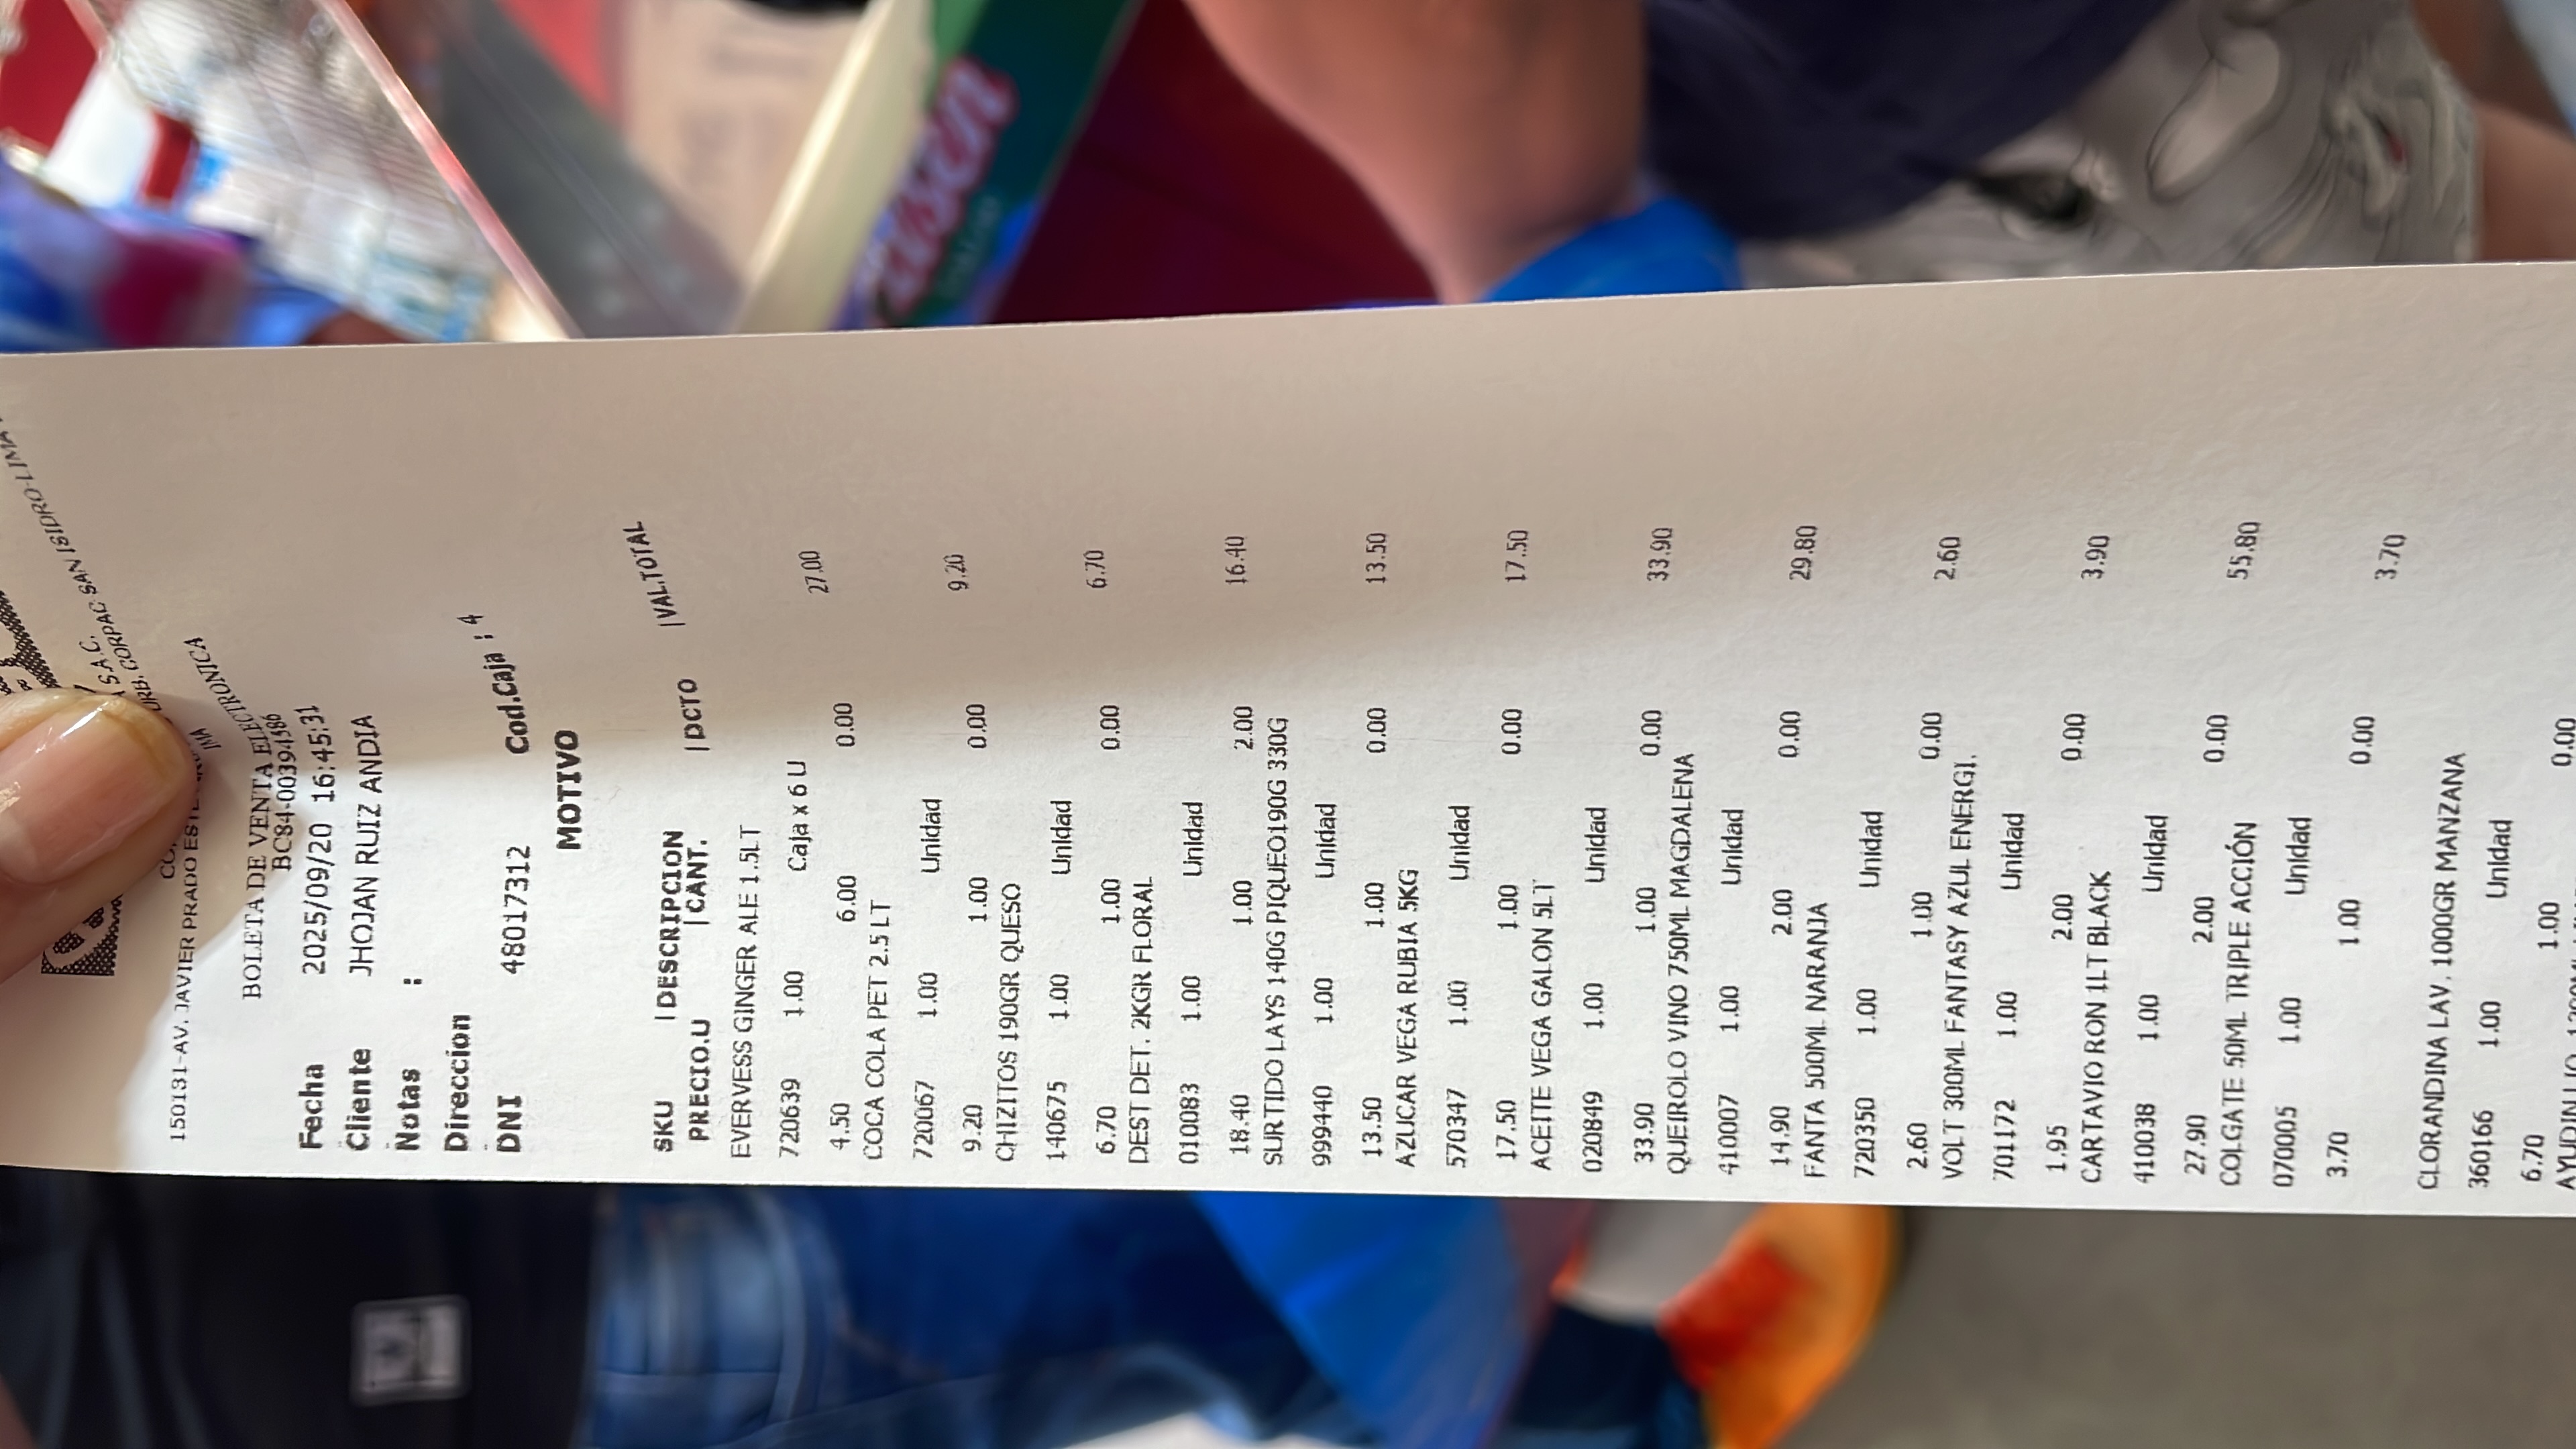 S.A.C.
URB. CORPAC SAN ISIDRO-LIMA
150131-AV. JAVIER PRADO
BOLETA DE VENTA ELECTRONICA
BC84-00394586
Fecha 2025/09/20 16:45:31
Cliente JHOJAN RUIZ ANDIA
Notas :
Direccion
DNI 48017312 Cod.Caja : 4
MOTIVO
SKU |DESCRIPCION |VAL.TOTAL
PRECIO.U |CANT. |DCTO
EVERVESS GINGER ALE 1.5LT
720639 1.00 Caja x 6 U
4.50 6.00 0.00 27.00
COCA COLA PET 2.5 LT
720067 1.00 Unidad
9.20 1.00 0.00 9.20
CHIZITOS 190GR QUESO
140675 1.00 Unidad
6.70 1.00 0.00 6.70
DEST DET. 2KGR FLORAL
010083 1.00 Unidad
18.40 1.00 2.00 16.40
SURTIDO LAYS 140G PIQUEO190G 330G
999440 1.00 Unidad
13.50 1.00 0.00 13.50
AZUCAR VEGA RUBIA 5KG
570347 1.00 Unidad
17.50 1.00 0.00 17.50
ACEITE VEGA GALON 5LT
020849 1.00 Unidad
33.90 1.00 0.00 33.90
QUEIROLO VINO 750ML MAGDALENA
410007 1.00 Unidad
14.90 2.00 0.00 29.80
FANTA 500ML NARANJA
720350 1.00 Unidad
2.60 1.00 0.00 2.60
VOLT 300ML FANTASY AZUL ENERGI.
701172 1.00 Unidad
1.95 2.00 0.00 3.90
CARTAVIO RON 1LT BLACK
410038 1.00 Unidad
27.90 2.00 0.00 55.80
COLGATE 50ML TRIPLE ACCIÓN
070005 1.00 Unidad
3.70 1.00 0.00 3.70
CLORANDINA LAV. 1000GR MANZANA
360166 1.00 Unidad
6.70 1.00 0.00